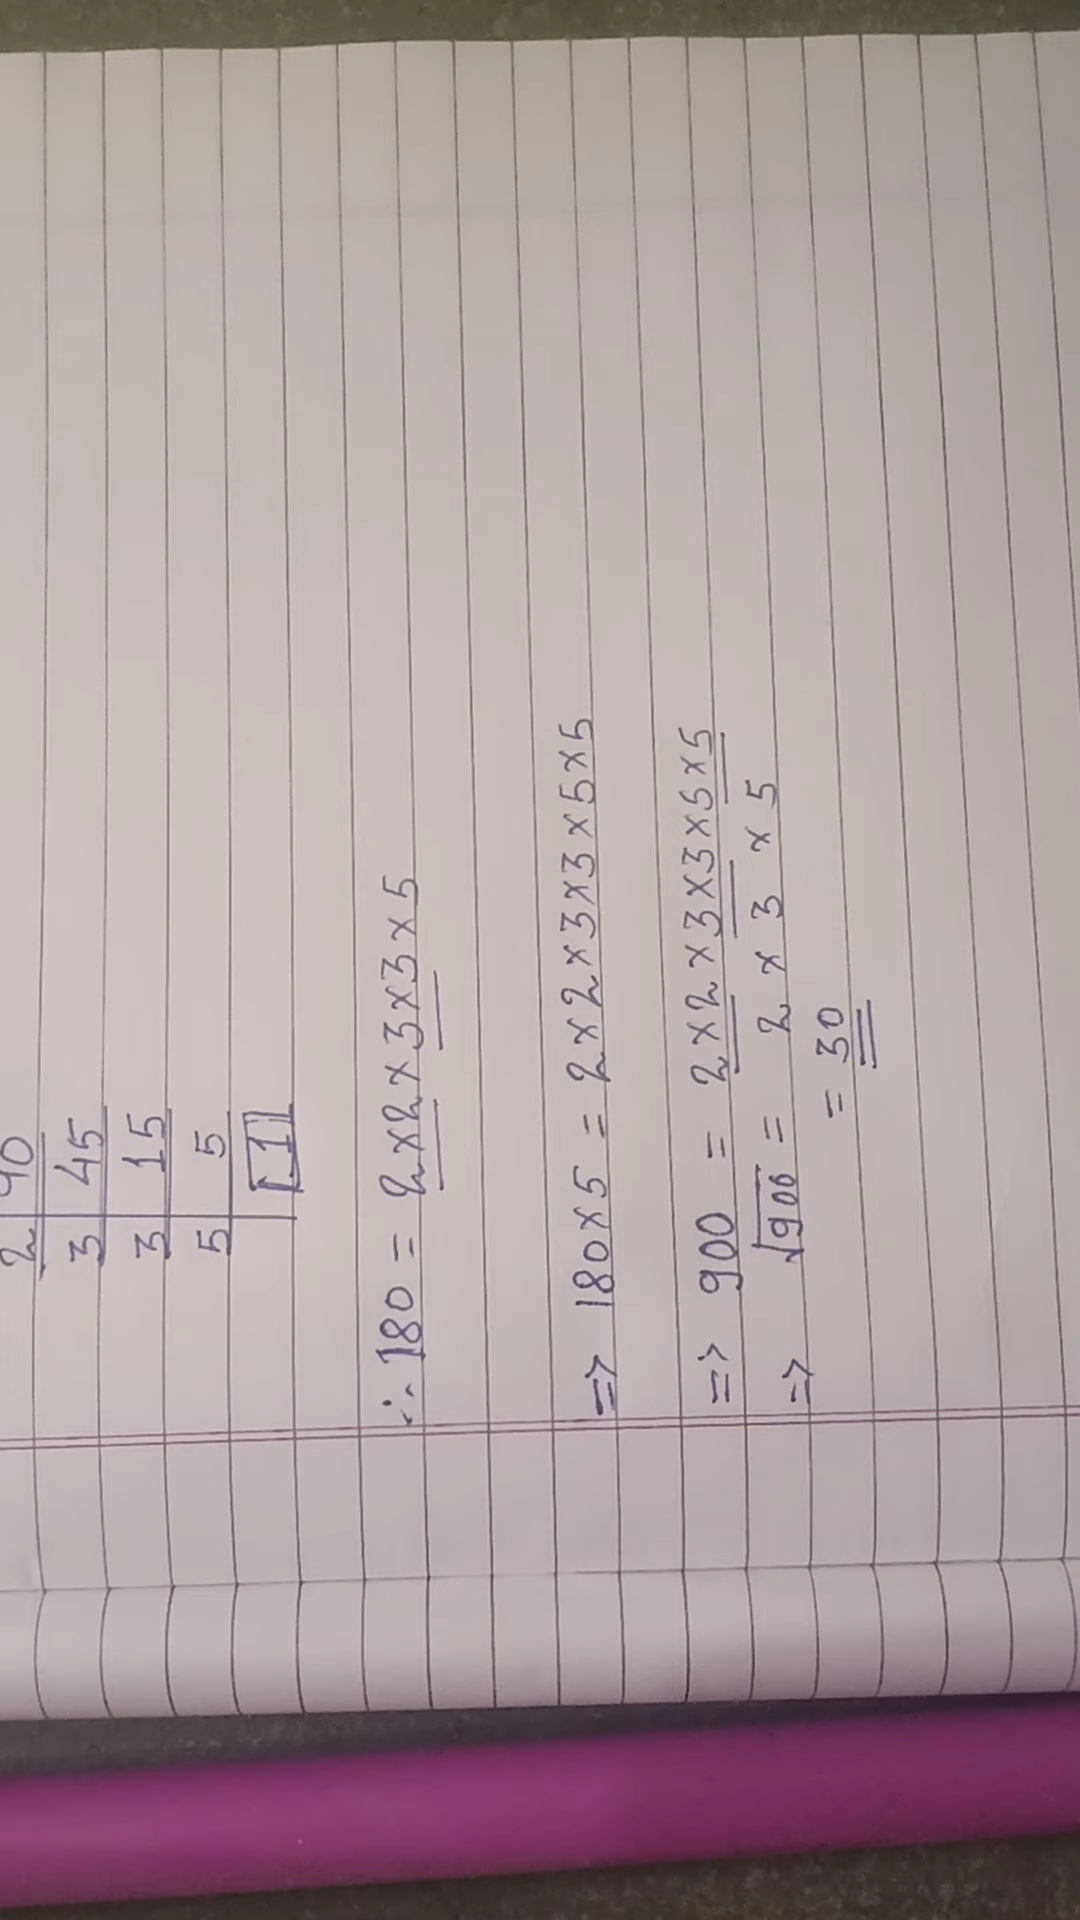 2 90
3 45
3 15
5 5
1
∴ 180 = 2×2×3×3×5
=> 180×5 = 2×2×3×3×5×5
=> 900 = 2×2×3×3×5×5
=> √900 = 2×3×5
= 30